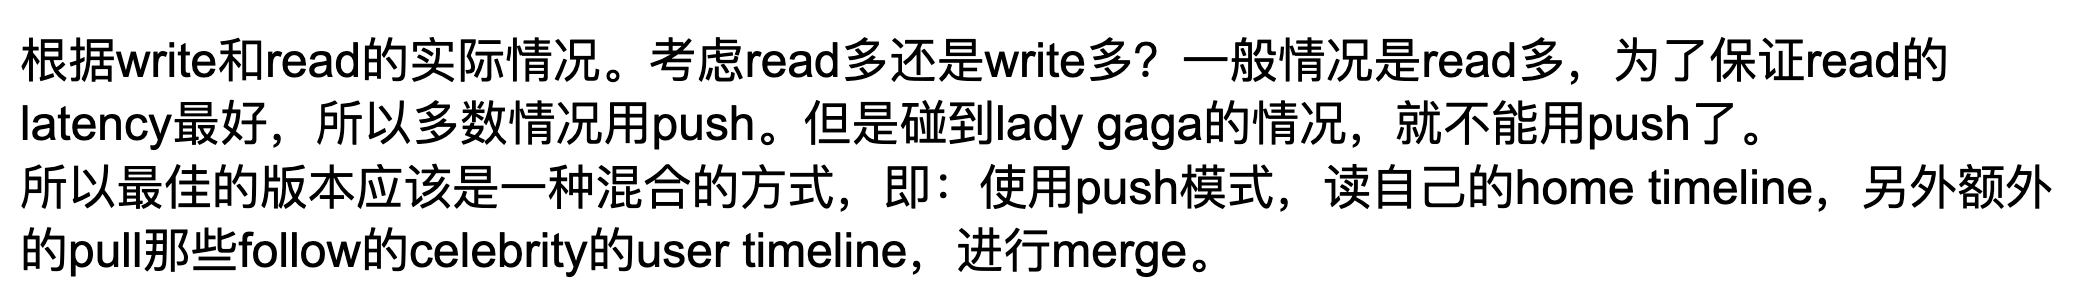 根据write和read的实际情况。考虑read多还是write多？一般情况是read多，为了保证read的
latency最好，所以多数情况用push。但是碰到lady gaga的情况，就不能用push了。
所以最佳的版本应该是一种混合的方式，即：使用push模式，读自己的home timeline，另外额外
的pull那些follow的celebrity的user timeline，进行merge。